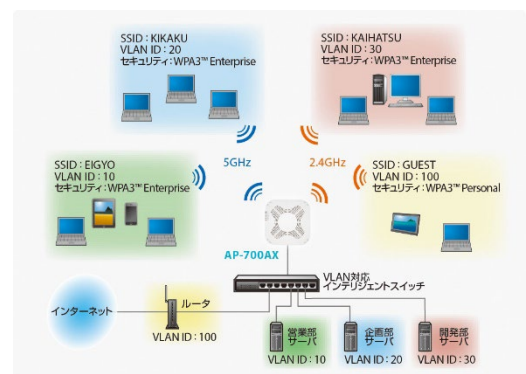 SSID：KIKAKU
VLAN ID：20
セキュリティ：WPA3™ Enterprise
SSID：KAIHATSU
VLAN ID：30
セキュリティ：WPA3™ Enterprise
5GHz
2.4GHz
SSID：EIGYO
VLAN ID：10
セキュリティ：WPA3™ Enterprise
SSID：GUEST
VLAN ID：100
セキュリティ：WPA3™ Personal
AP-700AX
VLAN対応
インテリジェントスイッチ
インターネット
ルータ
VLAN ID：100
営業部
サーバ
VLAN ID：10
企画部
サーバ
VLAN ID：20
開発部
サーバ
VLAN ID：30